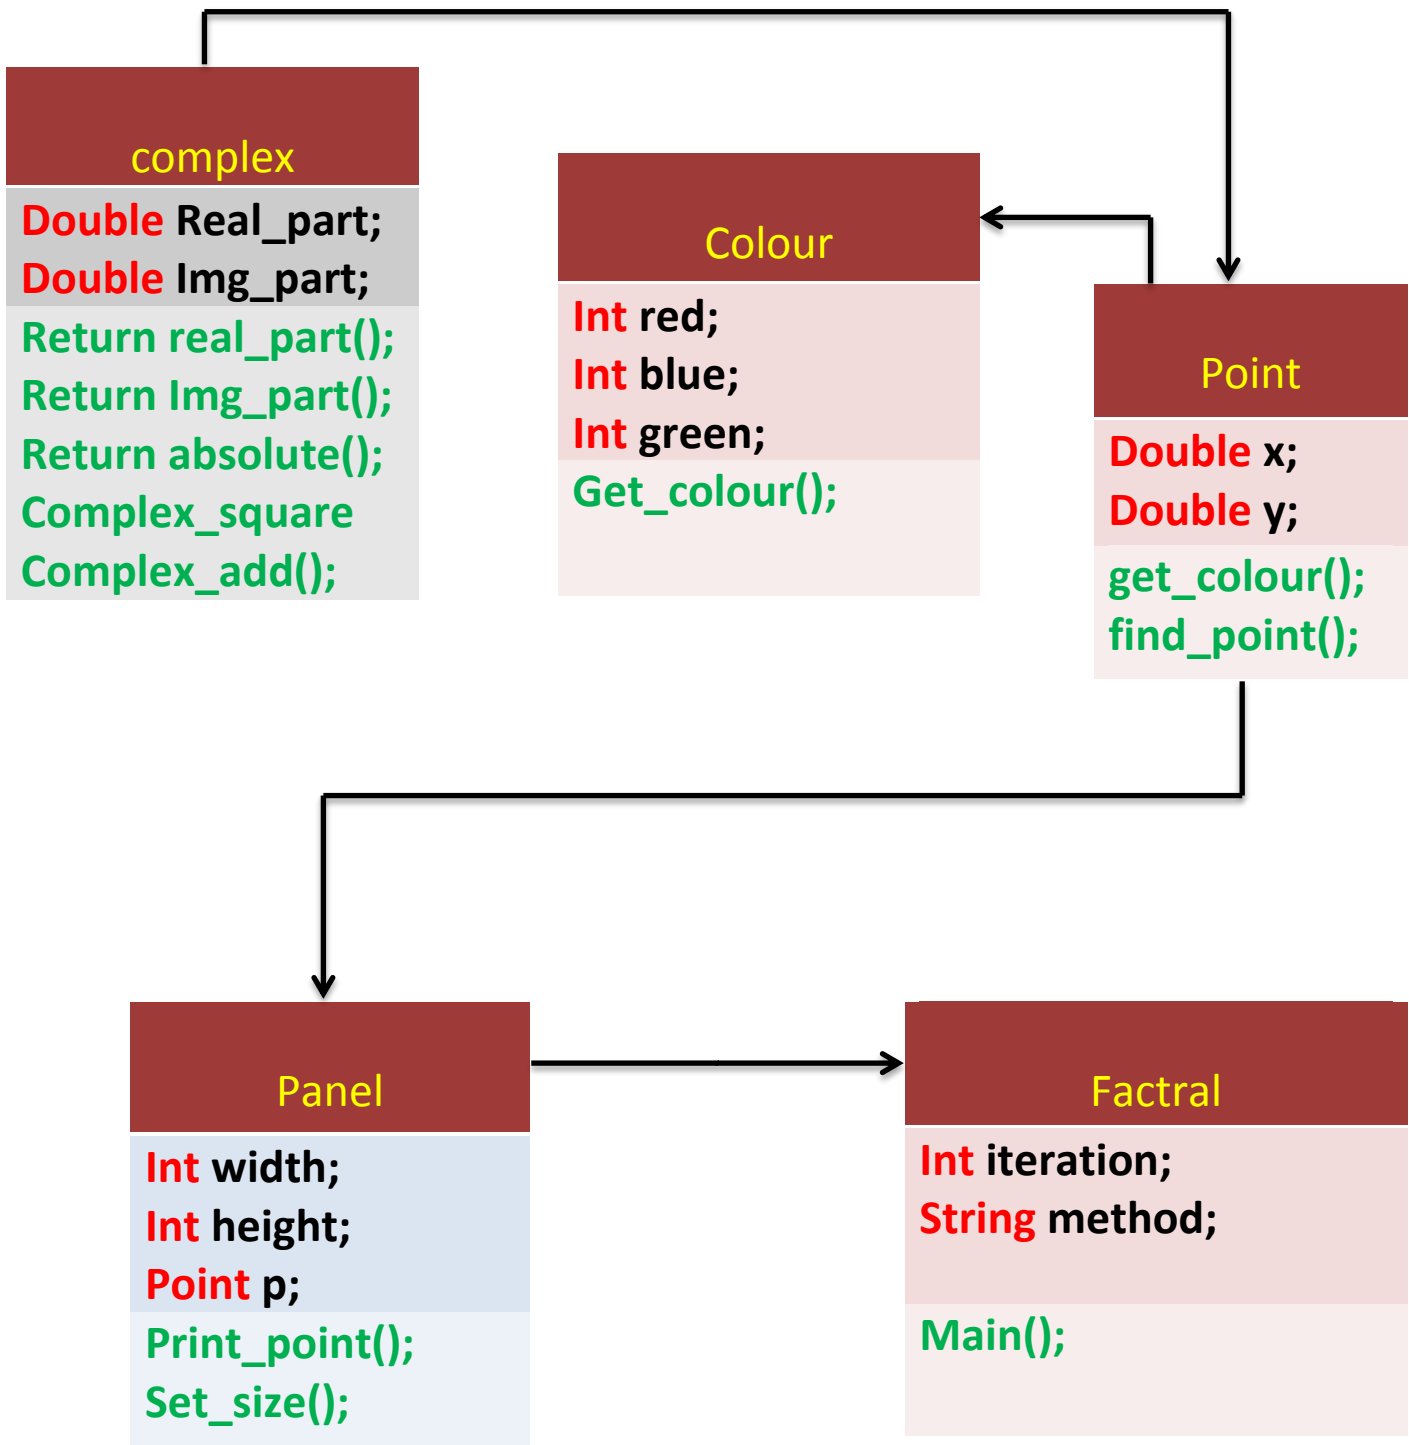 complex
Double Real_part;
Double Img_part;
Return real_part();
Return Img_part();
Return absolute();
Complex_square
Complex_add();
Colour
Int red;
Int blue;
Int green;
Get_colour();
Point
Double x;
Double y;
get_colour();
find_point();
Panel
Int width;
Int height;
Point p;
Print_point();
Set_size();
Factral
Int iteration;
String method;
Main();